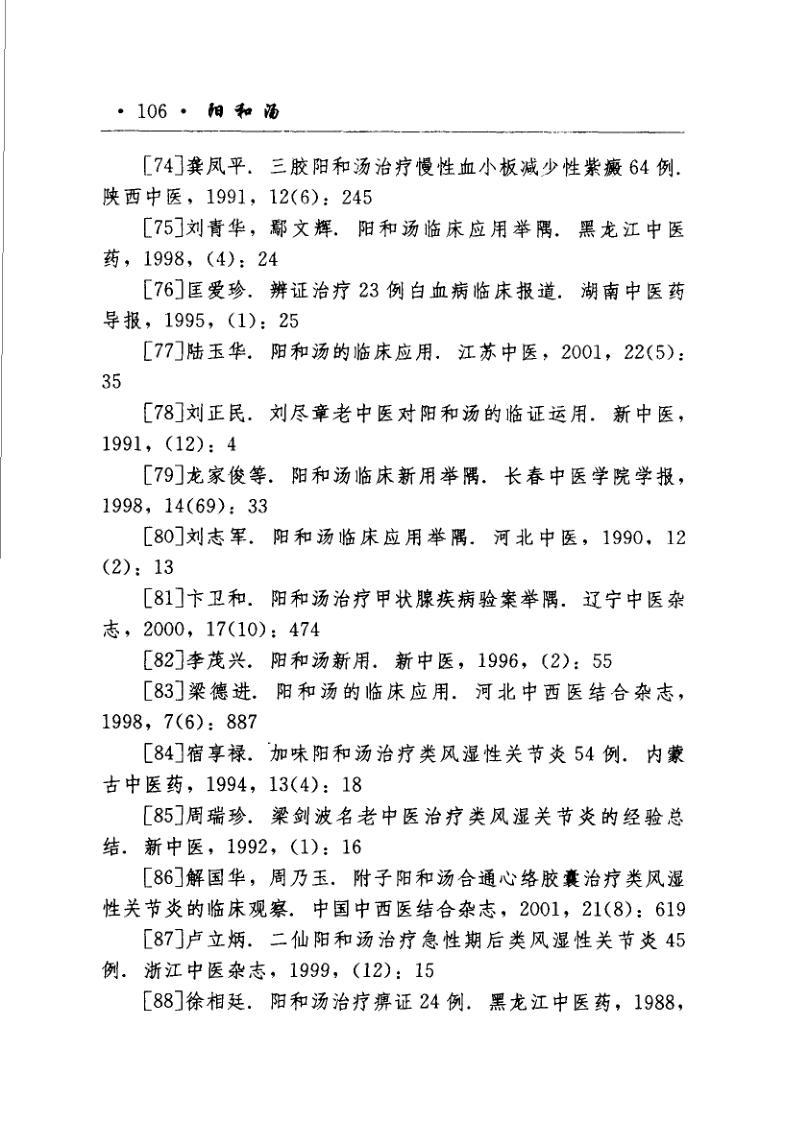 · 106 · 阳和汤
[74]龚凤平. 三胶阳和汤治疗慢性血小板减少性紫癜 64 例.
陕西中医，1991，12(6)：245
[75]刘青华，鄢文辉. 阳和汤临床应用举隅. 黑龙江中医
药，1998，(4)：24
[76]匡爱珍. 辨证治疗 23 例白血病临床报道. 湖南中医药
导报，1995，(1)：25
[77]陆玉华. 阳和汤的临床应用. 江苏中医，2001，22(5)：
35
[78]刘正民. 刘尽章老中医对阳和汤的临证运用. 新中医，
1991，(12)：4
[79]龙家俊等. 阳和汤临床新用举隅. 长春中医学院学报，
1998，14(69)：33
[80]刘志军. 阳和汤临床应用举隅. 河北中医，1990，12
(2)：13
[81]卞卫和. 阳和汤治疗甲状腺疾病验案举隅. 辽宁中医杂
志，2000，17(10)：474
[82]李茂兴. 阳和汤新用. 新中医，1996，(2)：55
[83]梁德进. 阳和汤的临床应用. 河北中西医结合杂志，
1998，7(6)：887
[84]宿享禄. 加味阳和汤治疗类风湿性关节炎 54 例. 内蒙
古中医药，1994，13(4)：18
[85]周瑞珍. 梁剑波名老中医治疗类风湿关节炎的经验总
结. 新中医，1992，(1)：16
[86]解国华，周乃玉. 附子阳和汤合通心络胶囊治疗类风湿
性关节炎的临床观察. 中国中西医结合杂志，2001，21(8)：619
[87]卢立炳. 二仙阳和汤治疗急性期后类风湿性关节炎 45
例. 浙江中医杂志，1999，(12)：15
[88]徐相廷. 阳和汤治疗痹证 24 例. 黑龙江中医药，1988，